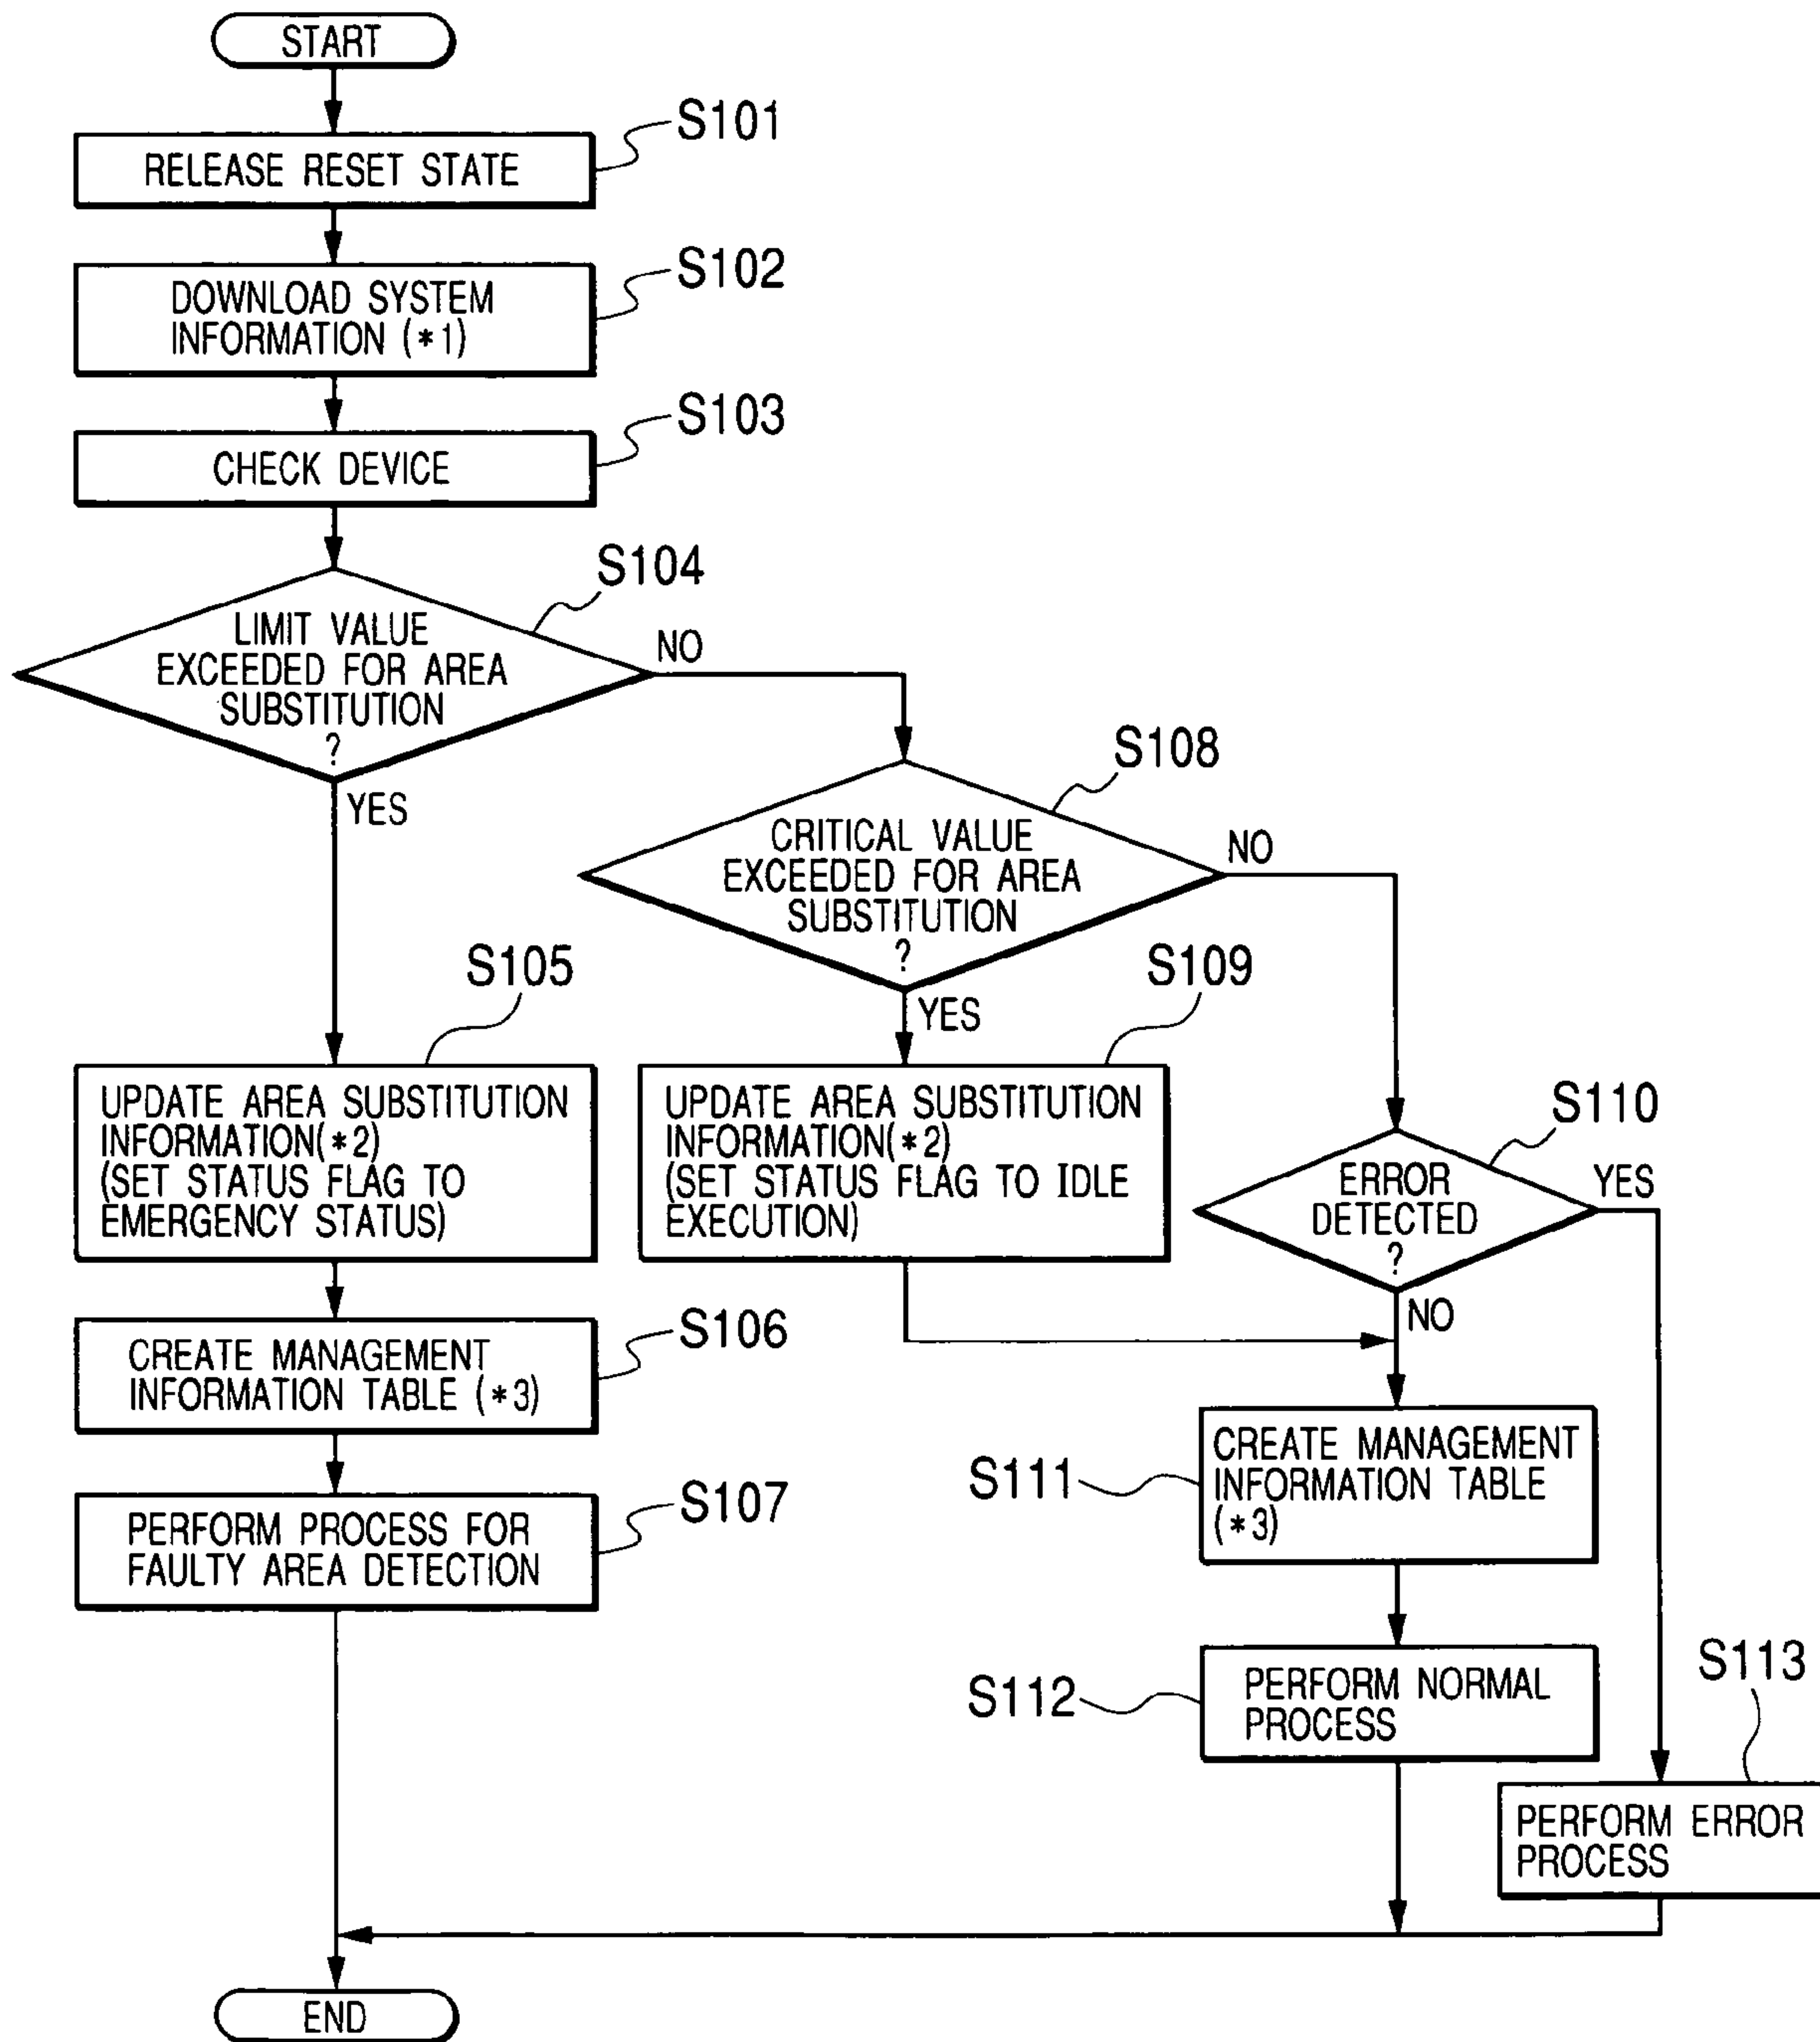 START
S101
RELEASE RESET STATE
S102
DOWNLOAD SYSTEM
INFORMATION (*1)
S103
CHECK DEVICE
S104
LIMIT VALUE
EXCEEDED FOR AREA
SUBSTITUTION
?
NO
YES
S108
CRITICAL VALUE
EXCEEDED FOR AREA
SUBSTITUTION
?
NO
YES
S105
UPDATE AREA SUBSTITUTION
INFORMATION(*2)
(SET STATUS FLAG TO
EMERGENCY STATUS)
S109
UPDATE AREA SUBSTITUTION
INFORMATION(*2)
(SET STATUS FLAG TO IDLE
EXECUTION)
S110
ERROR
DETECTED
?
YES
NO
S106
CREATE MANAGEMENT
INFORMATION TABLE (*3)
S107
PERFORM PROCESS FOR
FAULTY AREA DETECTION
S111
CREATE MANAGEMENT
INFORMATION TABLE
(*3)
S112
PERFORM NORMAL
PROCESS
S113
PERFORM ERROR
PROCESS
END